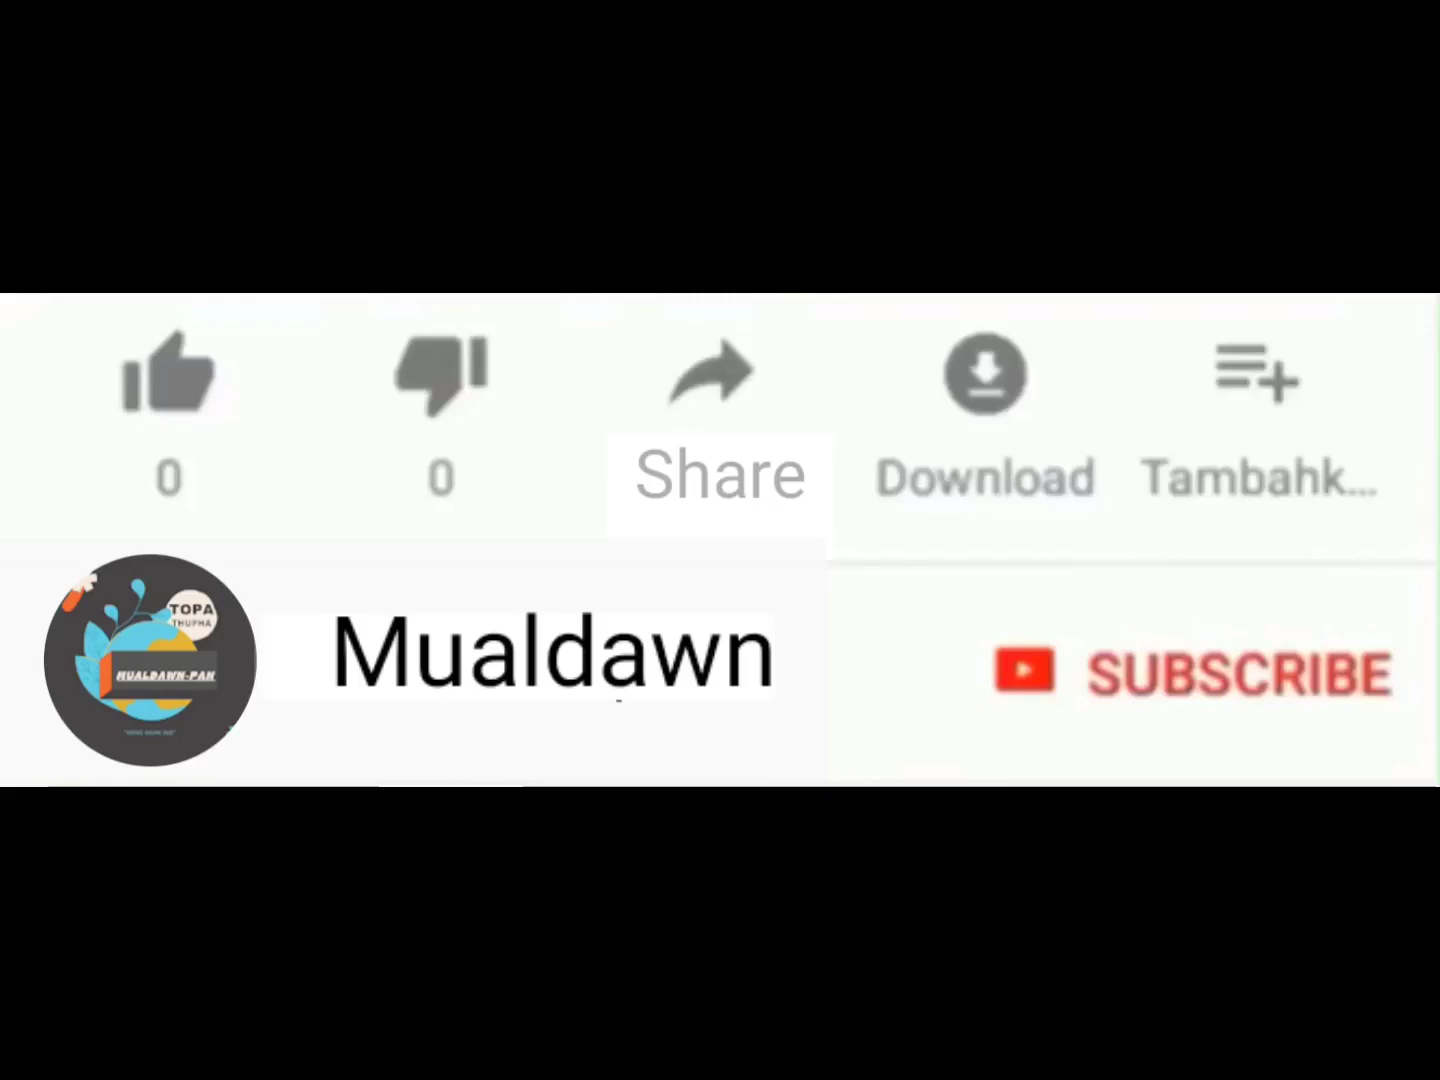 0 0 Share Download Tambahk...
TOPA
THUPHA
MUALDAWN-PAN
Mualdawn
SUBSCRIBE